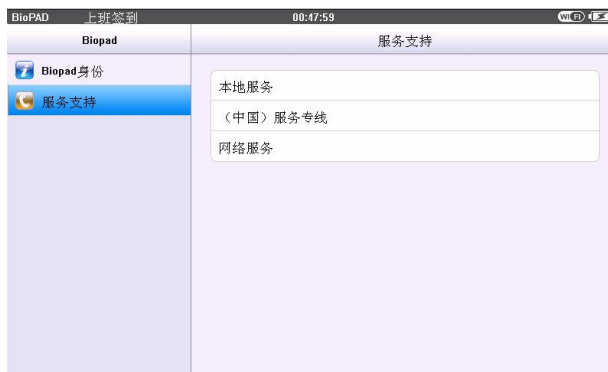 BioPAD 上班签到 00:47:59 WIFI
Biopad 服务支持
Biopad身份
服务支持
本地服务
（中国）服务专线
网络服务